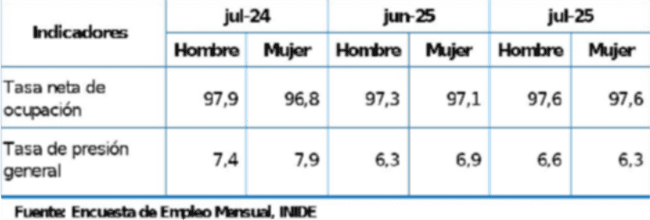 Indicadores jul-24 jun-25 jul-25
Hombre Mujer Hombre Mujer Hombre Mujer
Tasa neta de ocupación 97,9 96,8 97,3 97,1 97,6 97,6
Tasa de presión general 7,4 7,9 6,3 6,9 6,6 6,3
Fuente: Encuesta de Empleo Mensual, INIDE